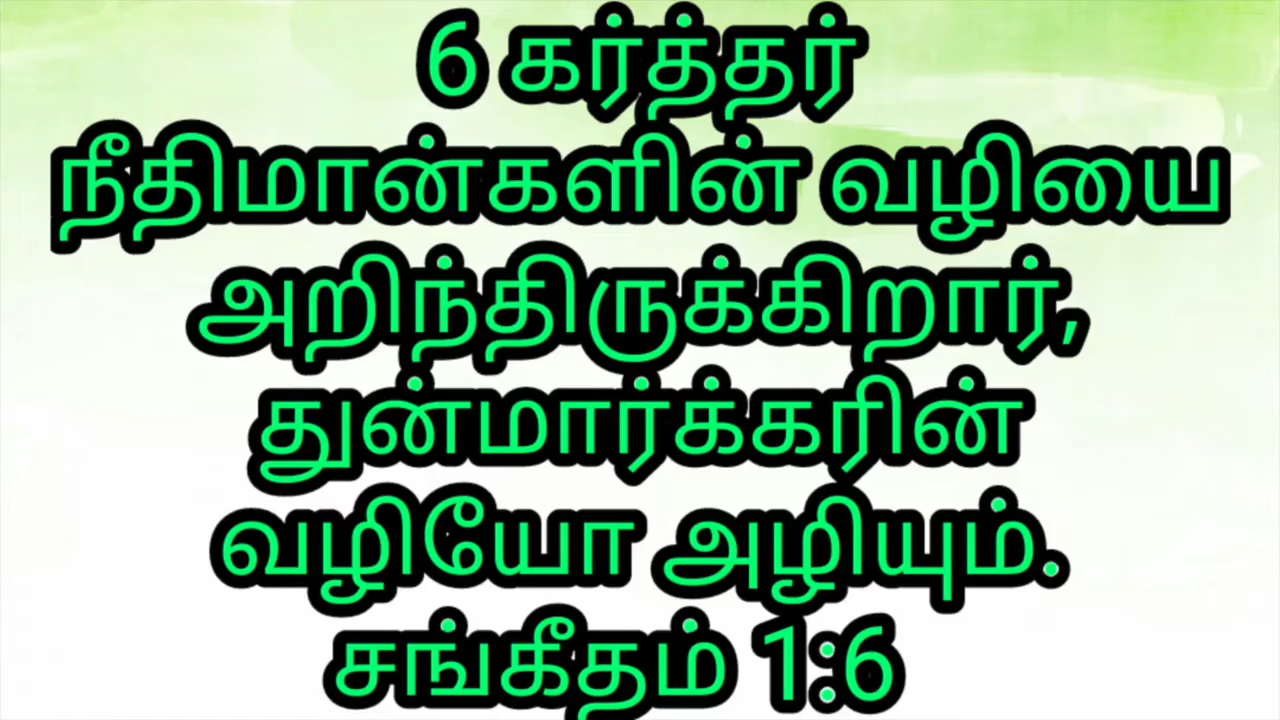 6 கர்த்தர்
நீதிமான்களின் வழியை
அறிந்திருக்கிறார்,
துன்மார்க்கரின்
வழியோ அழியும்.
சங்கீதம் 1:6